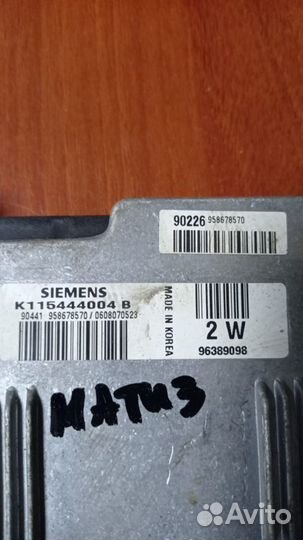 90226 958678570
SIEMENS
K115444004 B
90441 958678570 / 0608070523
MADE IN KOREA
2 W
96389098
МАТИЗ
Avito